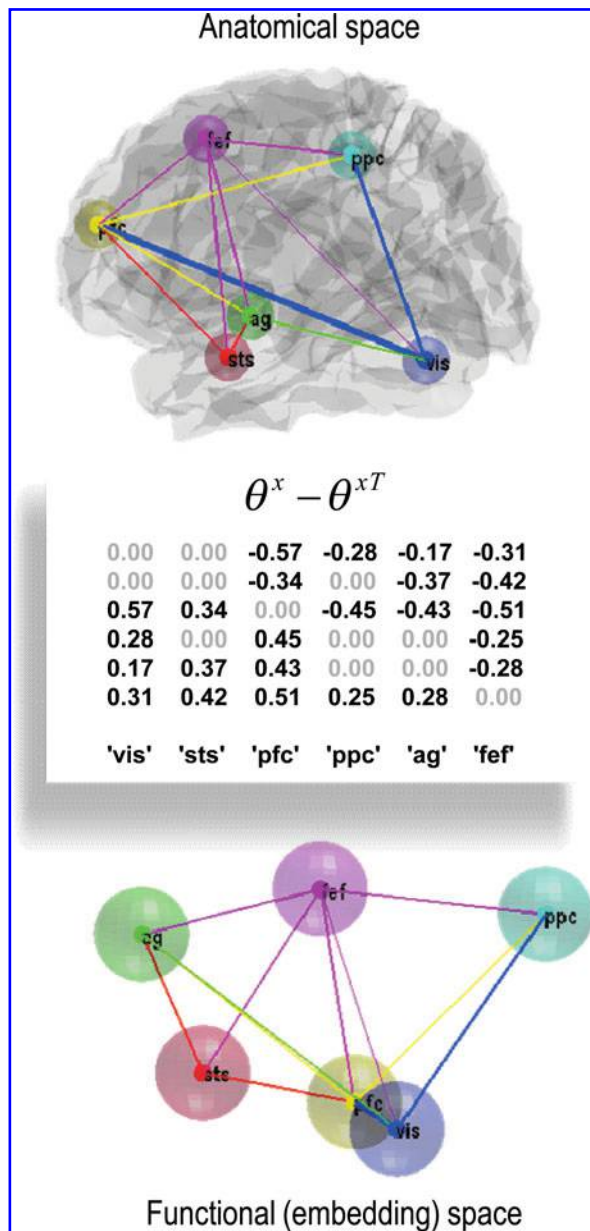 Anatomical space
fef
ppc
pfc
ag
sts
vis
θ^x − θ^xT
0.00 0.00 -0.57 -0.28 -0.17 -0.31
0.00 0.00 -0.34 0.00 -0.37 -0.42
0.57 0.34 0.00 -0.45 -0.43 -0.51
0.28 0.00 0.45 0.00 0.00 -0.25
0.17 0.37 0.43 0.00 0.00 -0.28
0.31 0.42 0.51 0.25 0.28 0.00
'vis' 'sts' 'pfc' 'ppc' 'ag' 'fef'
fef
ppc
ag
sts
pfc
vis
Functional (embedding) space